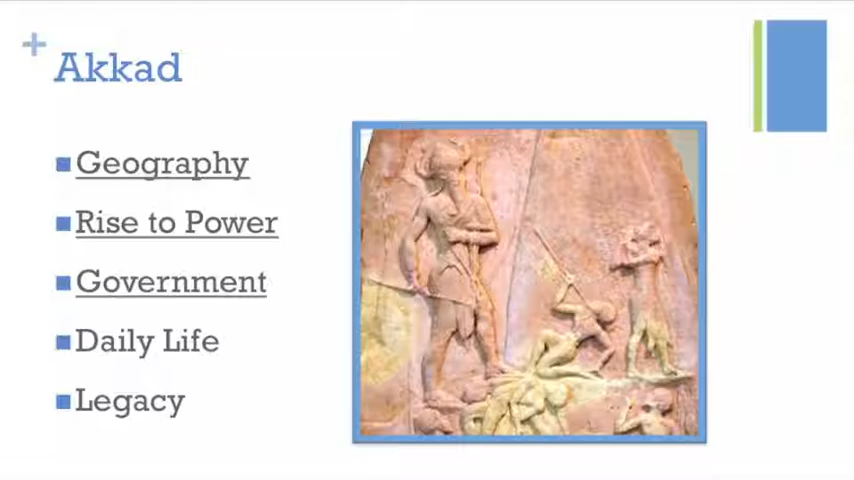 Akkad
Geography
Rise to Power
Government
Daily Life
Legacy